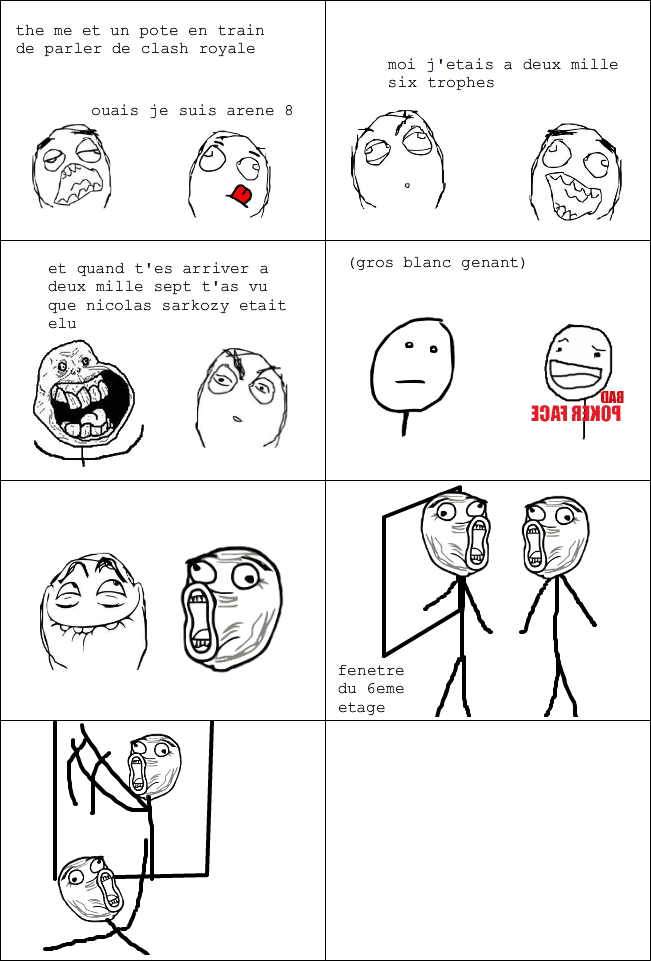 the me et un pote en train
de parler de clash royale
ouais je suis arene 8
moi j'etais a deux mille
six trophes
et quand t'es arriver a
deux mille sept t'as vu
que nicolas sarkozy etait
elu
(gros blanc genant)
BAD
POKER FACE
fenetre
du 6eme
etage